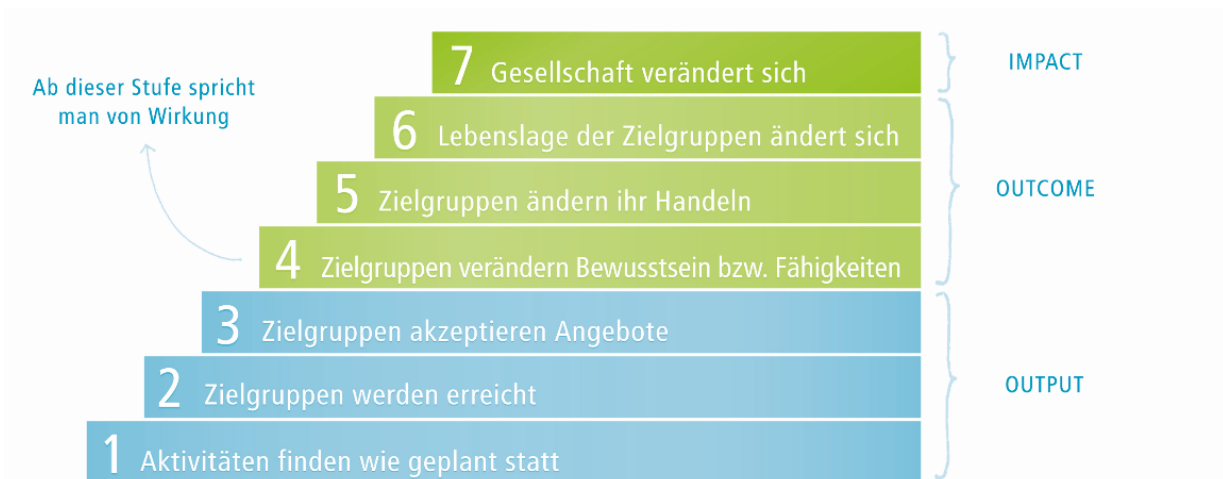 7 Gesellschaft verändert sich
IMPACT
Ab dieser Stufe spricht
man von Wirkung
6 Lebenslage der Zielgruppen ändert sich
5 Zielgruppen ändern ihr Handeln
OUTCOME
4 Zielgruppen verändern Bewusstsein bzw. Fähigkeiten
3 Zielgruppen akzeptieren Angebote
2 Zielgruppen werden erreicht
OUTPUT
1 Aktivitäten finden wie geplant statt